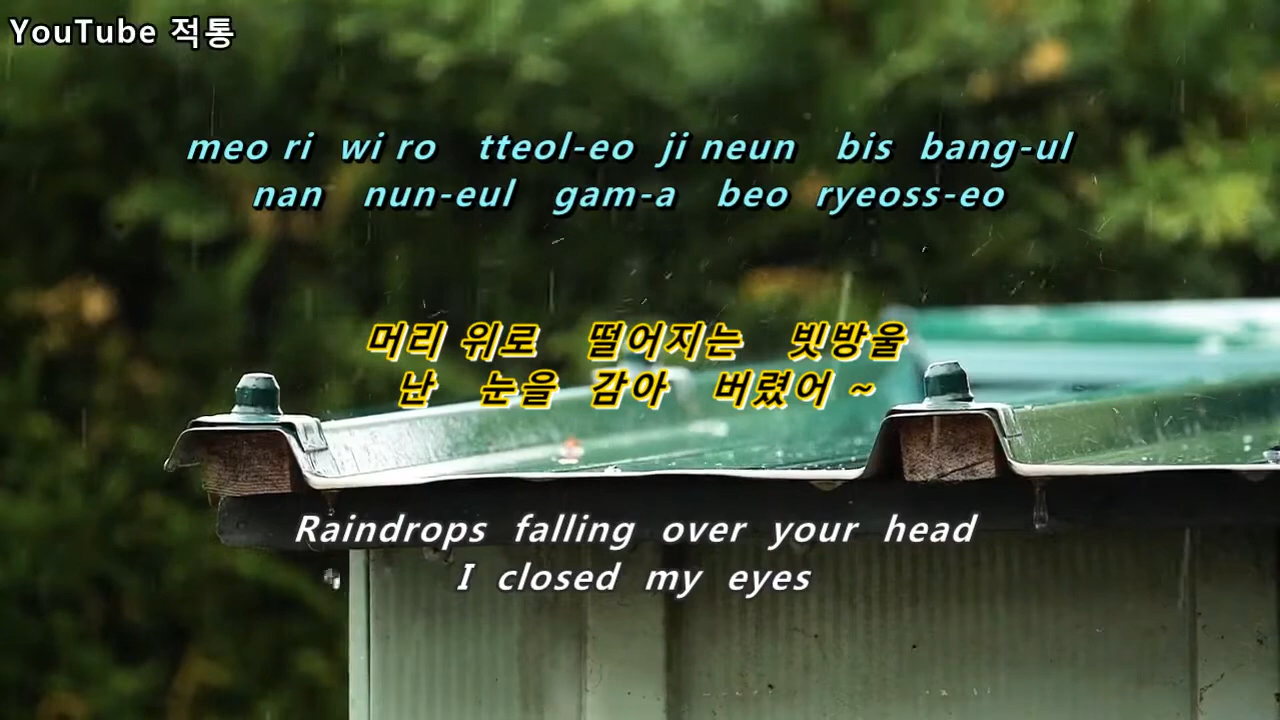 YouTube 적통
meo ri wi ro tteol-eo ji neun bis bang-ul
nan nun-eul gam-a beo ryeoss-eo
머리 위로 떨어지는 빗방울
난 눈을 감아 버렸어 ~
Raindrops falling over your head
I closed my eyes